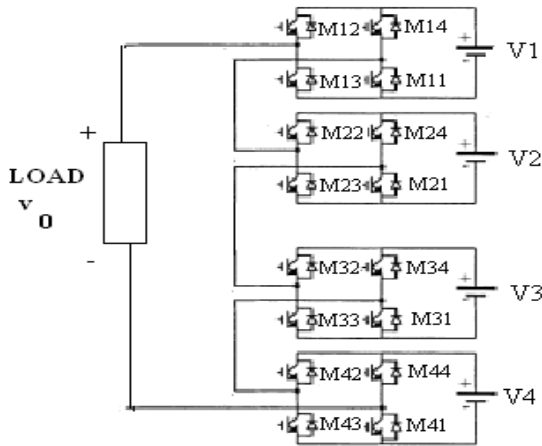 M12 M14
V1
+
-
M13 M11
+
M22 M24
+
V2
-
LOAD
v
0
M23 M21
-
M32 M34
+
V3
-
M33 M31
M42 M44
+
V4
-
M43 M41